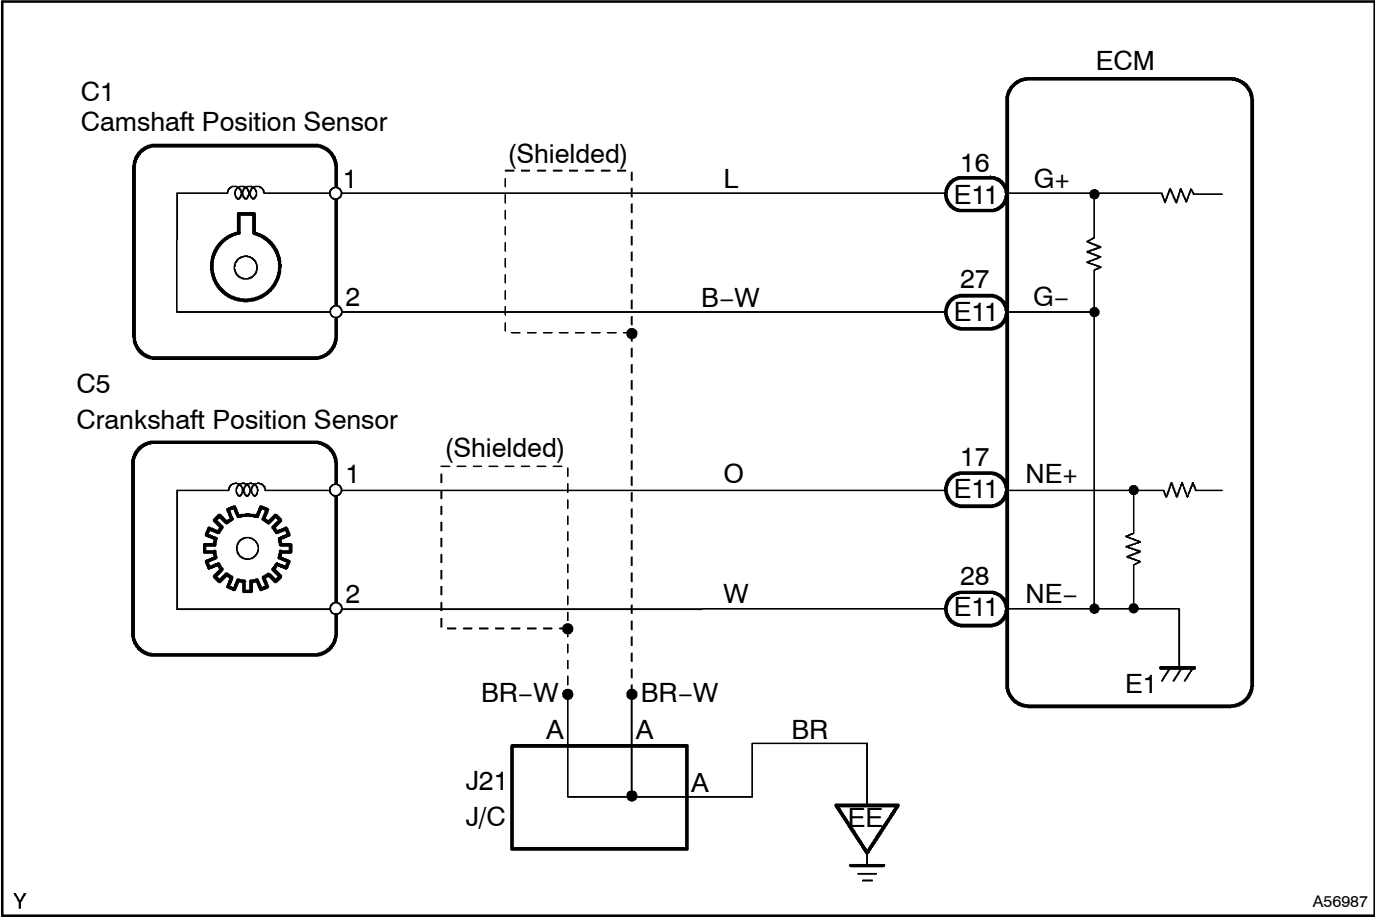 ECM
C1
Camshaft Position Sensor
(Shielded)
1
L
16
E11
G+
2
B−W
27
E11
G−
C5
Crankshaft Position Sensor
(Shielded)
1
O
17
E11
NE+
2
W
28
E11
NE−
E1
BR−W
BR−W
A
A
BR
J21
J/C
A
EE
Y
A56987